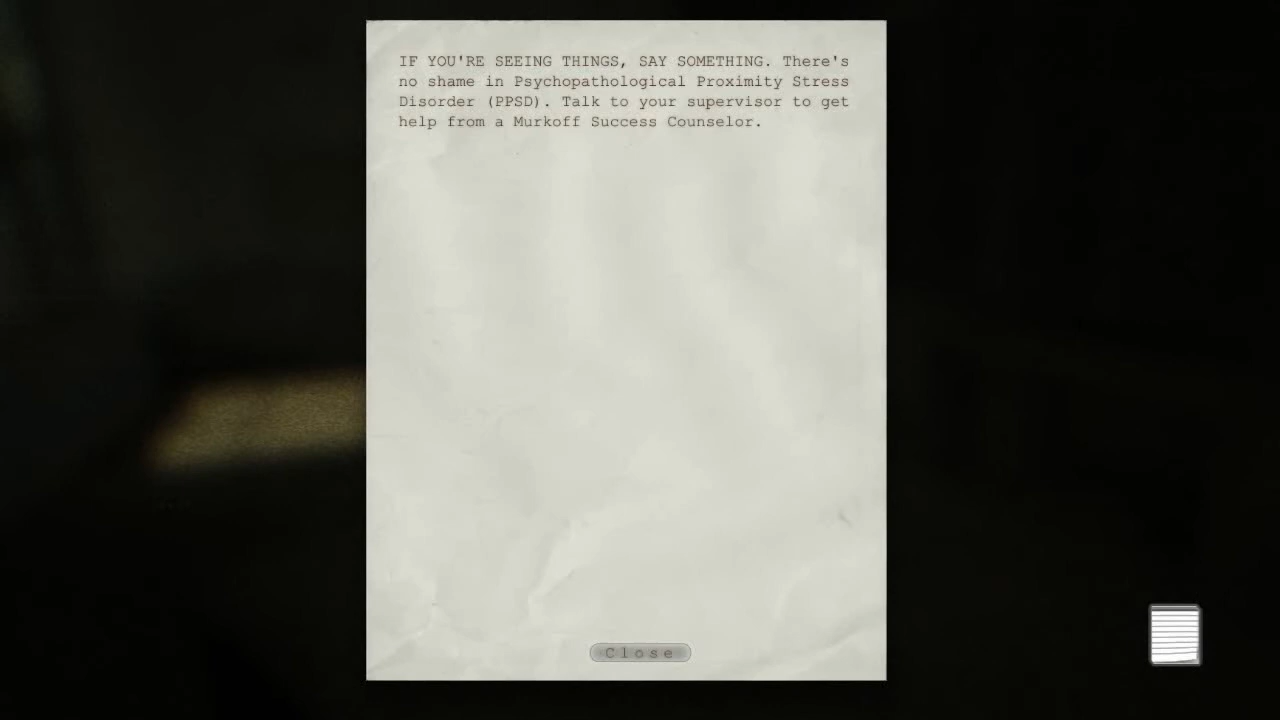 IF YOU'RE SEEING THINGS, SAY SOMETHING. There's
no shame in Psychopathological Proximity Stress
Disorder (PPSD). Talk to your supervisor to get
help from a Murkoff Success Counselor.
Close